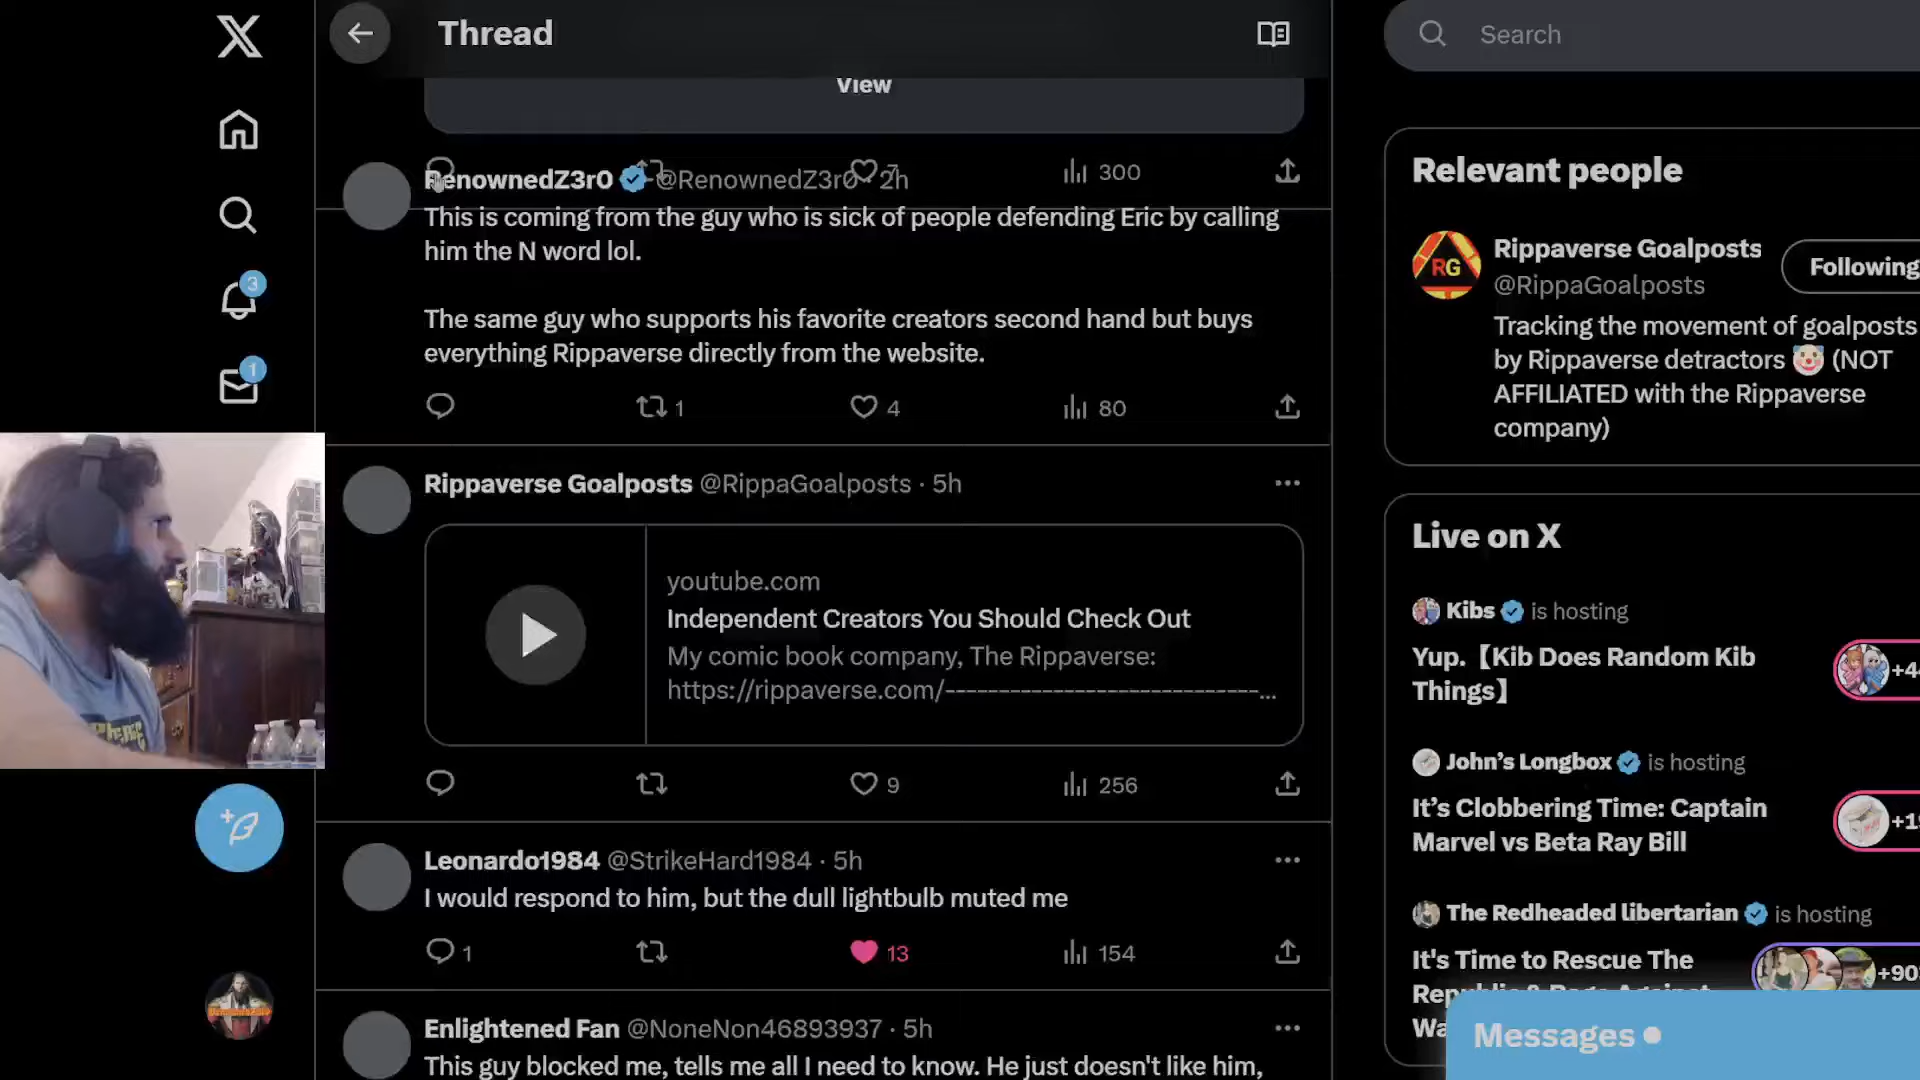 Thread
Search
View
7
300
RenownedZ3r0 @RenownedZ3r0 · 2h
This is coming from the guy who is sick of people defending Eric by calling
him the N word lol.
The same guy who supports his favorite creators second hand but buys
everything Rippaverse directly from the website.
1
4
80
Rippaverse Goalposts @RippaGoalposts · 5h
youtube.com
Independent Creators You Should Check Out
My comic book company, The Rippaverse:
https://rippaverse.com/----------------------------...
9
256
Leonardo1984 @StrikeHard1984 · 5h
I would respond to him, but the dull lightbulb muted me
1
13
154
Enlightened Fan @NoneNon46893937 · 5h
This guy blocked me, tells me all I need to know. He just doesn't like him,
3
1
Relevant people
RG
Rippaverse Goalposts
@RippaGoalposts
Following
Tracking the movement of goalposts
by Rippaverse detractors 🤡 (NOT
AFFILIATED with the Rippaverse
company)
Live on X
Kibs is hosting
Yup.【Kib Does Random Kib
Things】
+4
John's Longbox is hosting
It's Clobbering Time: Captain
Marvel vs Beta Ray Bill
+1
The Redheaded libertarian is hosting
It's Time to Rescue The
+90
Messages